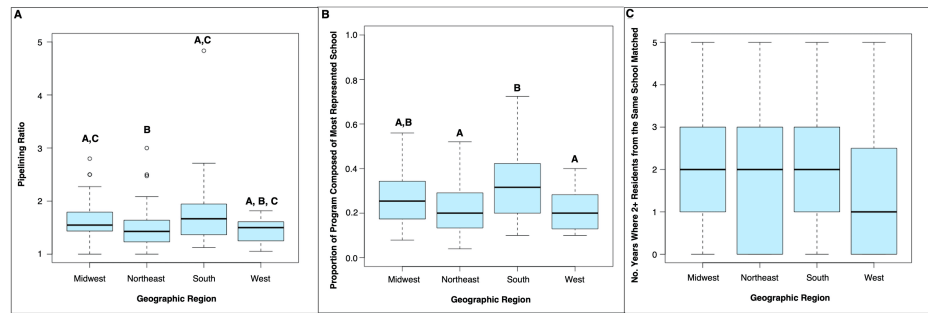 A
Pipelining Ratio
5
4
3
2
1
A,C
B
A,C
A, B, C
Midwest
Northeast
South
West
Geographic Region
B
Proportion of Program Composed of Most Represented School
1.0
0.8
0.6
0.4
0.2
0.0
A,B
A
B
A
Midwest
Northeast
South
West
Geographic Region
C
No. Years Where 2+ Residents from the Same School Matched
5
4
3
2
1
0
Midwest
Northeast
South
West
Geographic Region